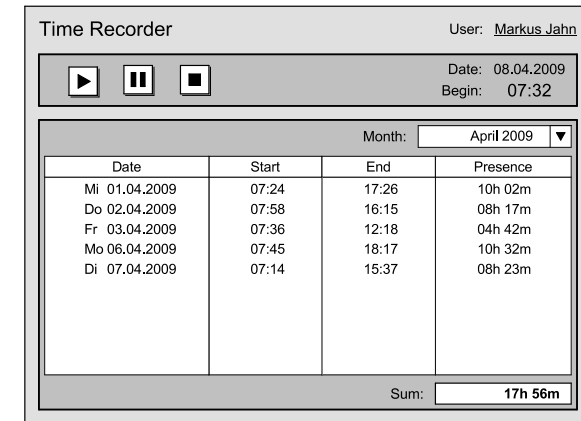 Time Recorder User: Markus Jahn
Date: 08.04.2009
Begin: 07:32
Month: April 2009
Date Start End Presence
Mi 01.04.2009 07:24 17:26 10h 02m
Do 02.04.2009 07:58 16:15 08h 17m
Fr 03.04.2009 07:36 12:18 04h 42m
Mo 06.04.2009 07:45 18:17 10h 32m
Di 07.04.2009 07:14 15:37 08h 23m
Sum: 17h 56m